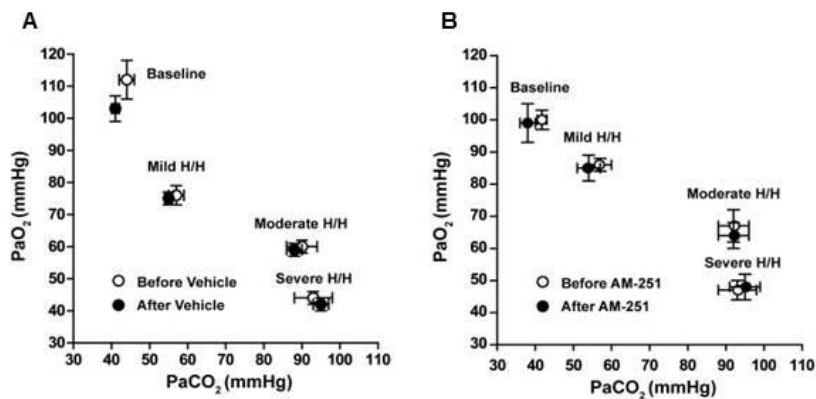 A
120
110
100
90
80
70
60
50
40
30
PaO₂ (mmHg)
Baseline
Mild H/H
Moderate H/H
Severe H/H
Before Vehicle
After Vehicle
30 40 50 60 70 80 90 100 110
PaCO₂ (mmHg)
B
120
110
100
90
80
70
60
50
40
30
PaO₂ (mmHg)
Baseline
Mild H/H
Moderate H/H
Severe H/H
Before AM-251
After AM-251
30 40 50 60 70 80 90 100 110
PaCO₂ (mmHg)